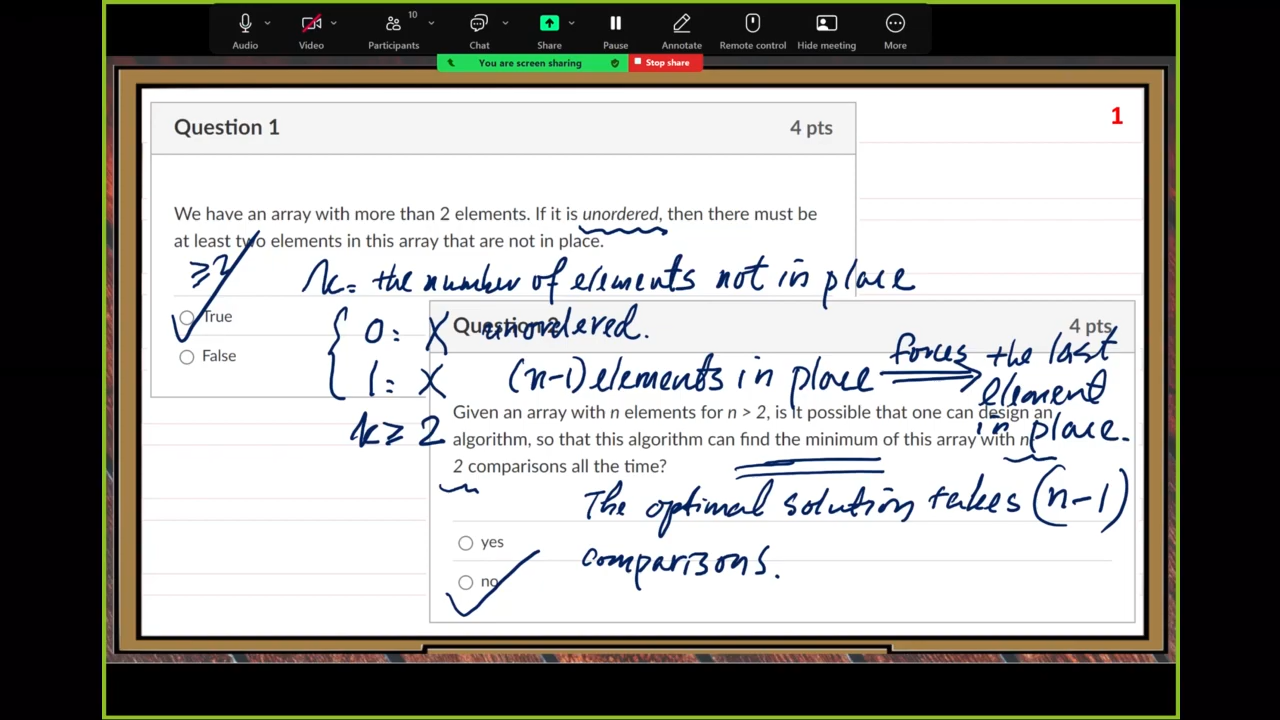 10
Audio Video Participants Chat Share Pause Annotate Remote control Hide meeting More
You are screen sharing Stop share
1
Question 1 4 pts
We have an array with more than 2 elements. If it is unordered, then there must be
at least two elements in this array that are not in place.
≥2
k= the number of elements not in place
True
False
{ 0: X unordered.
1: X (n-1) elements in place ⟹ forces the last
element
in place.
k≥ 2
Question 2 4 pts
Given an array with n elements for n > 2, is it possible that one can design an
algorithm, so that this algorithm can find the minimum of this array with n
2 comparisons all the time?
The optimal solution takes (n-1)
comparisons.
yes
no